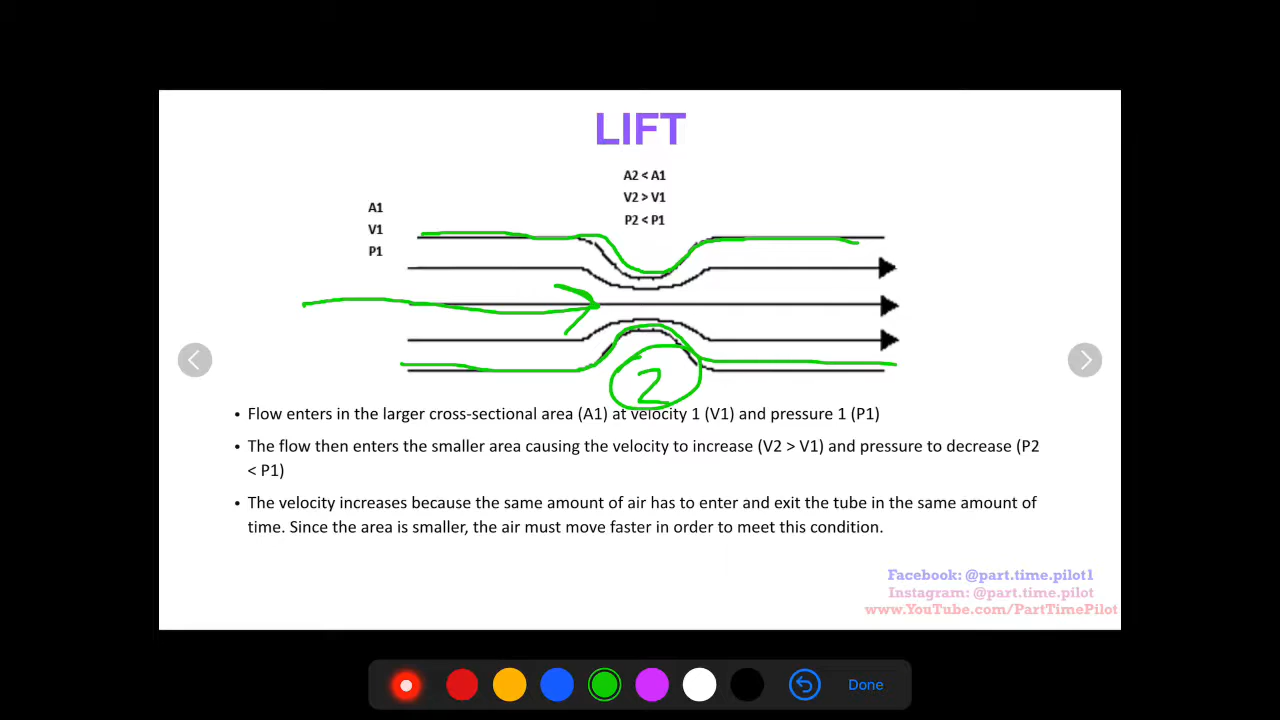 LIFT
A2 < A1
V2 > V1
P2 < P1
A1
V1
P1
2
• Flow enters in the larger cross-sectional area (A1) at velocity 1 (V1) and pressure 1 (P1)
• The flow then enters the smaller area causing the velocity to increase (V2 > V1) and pressure to decrease (P2
< P1)
• The velocity increases because the same amount of air has to enter and exit the tube in the same amount of
time. Since the area is smaller, the air must move faster in order to meet this condition.
Facebook: @part.time.pilot1
Instagram: @part.time.pilot
www.YouTube.com/PartTimePilot
Done